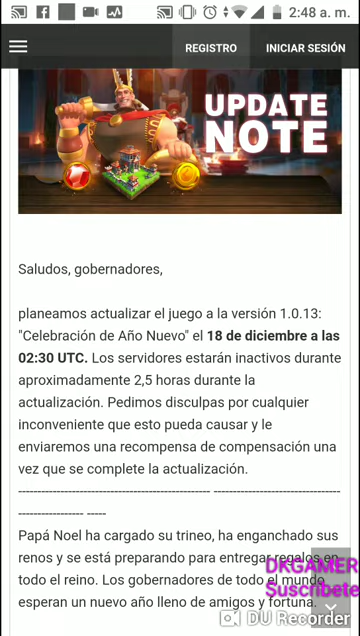 2:48 a. m.
REGISTRO INICIAR SESIÓN
UPDATE
NOTE
Saludos, gobernadores,
planeamos actualizar el juego a la versión 1.0.13:
"Celebración de Año Nuevo" el 18 de diciembre a las
02:30 UTC. Los servidores estarán inactivos durante
aproximadamente 2,5 horas durante la
actualización. Pedimos disculpas por cualquier
inconveniente que esto pueda causar y le
enviaremos una recompensa de compensación una
vez que se complete la actualización.
-------------------------------------------------- ---------------------------------
----------------- -----
Papá Noel ha cargado su trineo, ha enganchado sus
renos y se está preparando para entregar regalos en
todo el reino. Los gobernadores de todo el mundo
esperan un nuevo año lleno de amigos y fortuna.
DKGAMER
Suscribete
DU Recorder